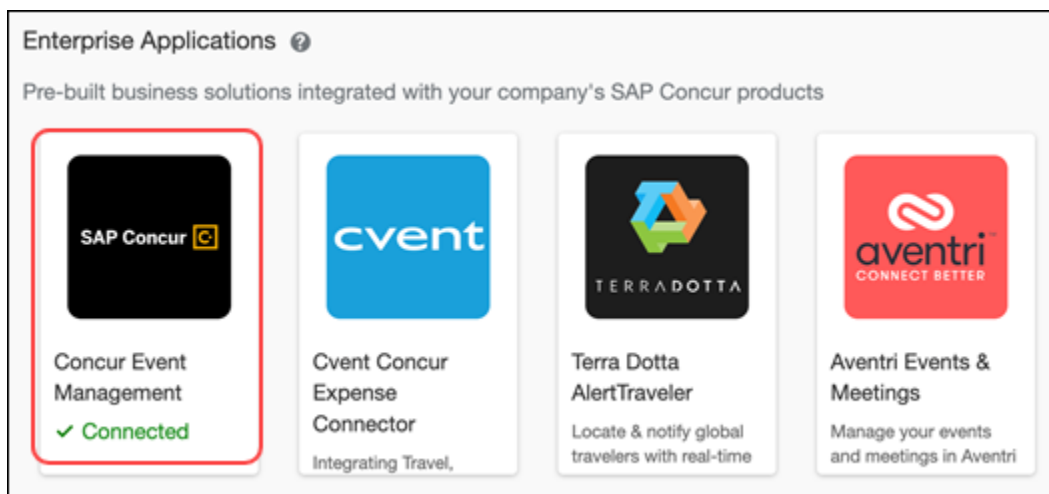 Enterprise Applications ?
Pre-built business solutions integrated with your company's SAP Concur products
SAP Concur C
Concur Event
Management
✓ Connected
cvent
Cvent Concur
Expense
Connector
Integrating Travel,
TERRADOTTA
Terra Dotta
AlertTraveler
Locate & notify global
travelers with real-time
aventri™
CONNECT BETTER
Aventri Events &
Meetings
Manage your events
and meetings in Aventri